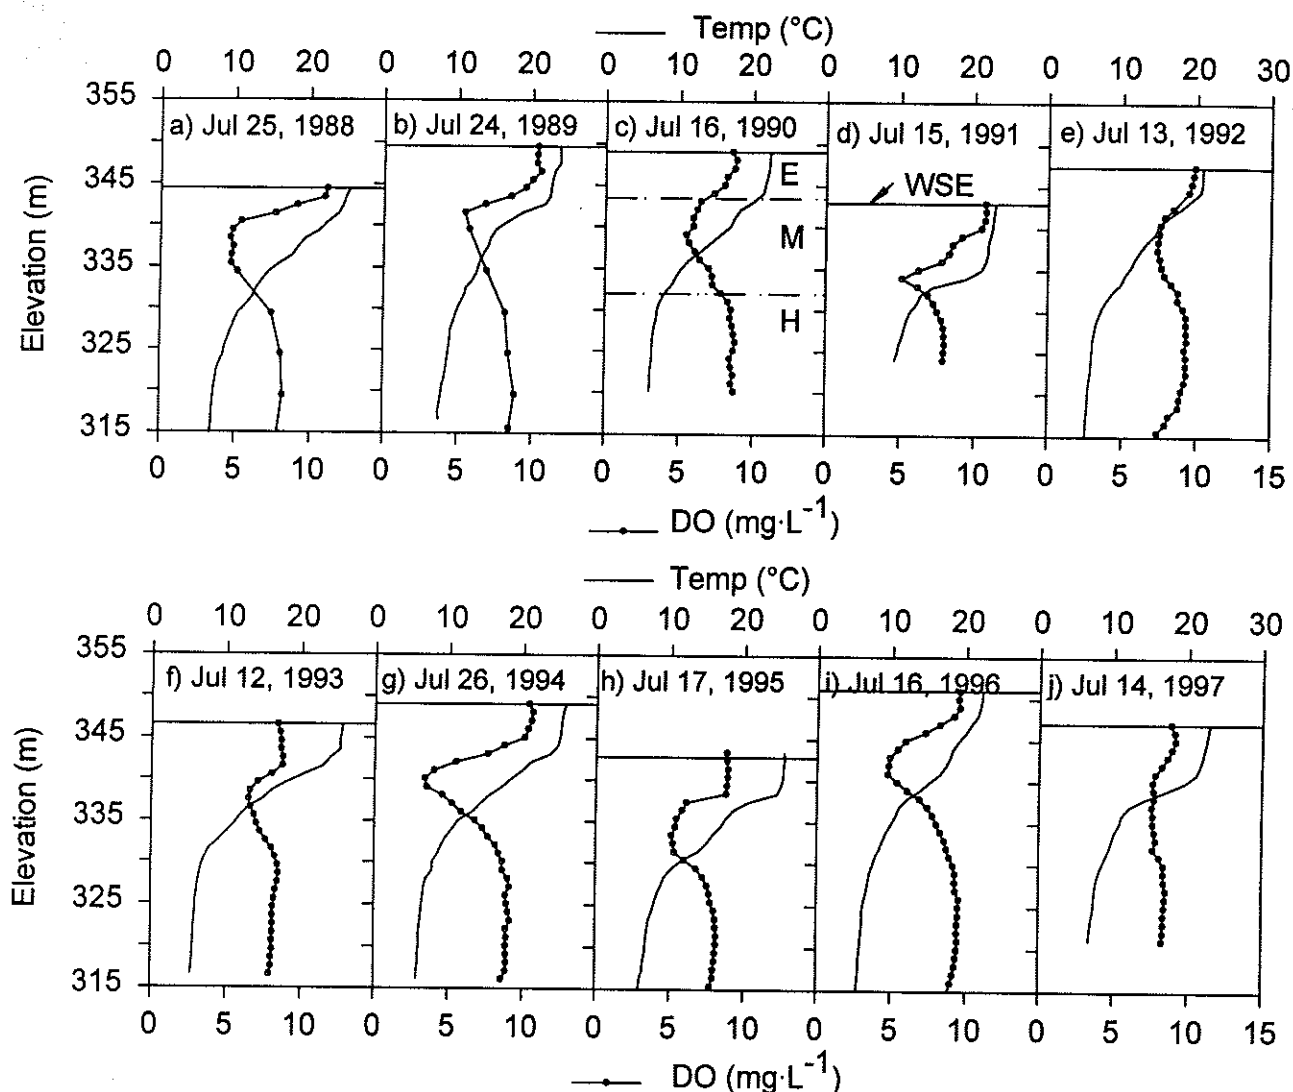 Temp (°C)
0 10 20 0 10 20 0 10 20 0 10 20 0 10 20 30
355
345
335
325
315
Elevation (m)
a) Jul 25, 1988
b) Jul 24, 1989
c) Jul 16, 1990
d) Jul 15, 1991
e) Jul 13, 1992
E
M
H
WSE
0 5 10 0 5 10 0 5 10 0 5 10 0 5 10 15
DO (mg·L⁻¹)
Temp (°C)
0 10 20 0 10 20 0 10 20 0 10 20 0 10 20 30
355
345
335
325
315
Elevation (m)
f) Jul 12, 1993
g) Jul 26, 1994
h) Jul 17, 1995
i) Jul 16, 1996
j) Jul 14, 1997
0 5 10 0 5 10 0 5 10 0 5 10 0 5 10 15
DO (mg·L⁻¹)